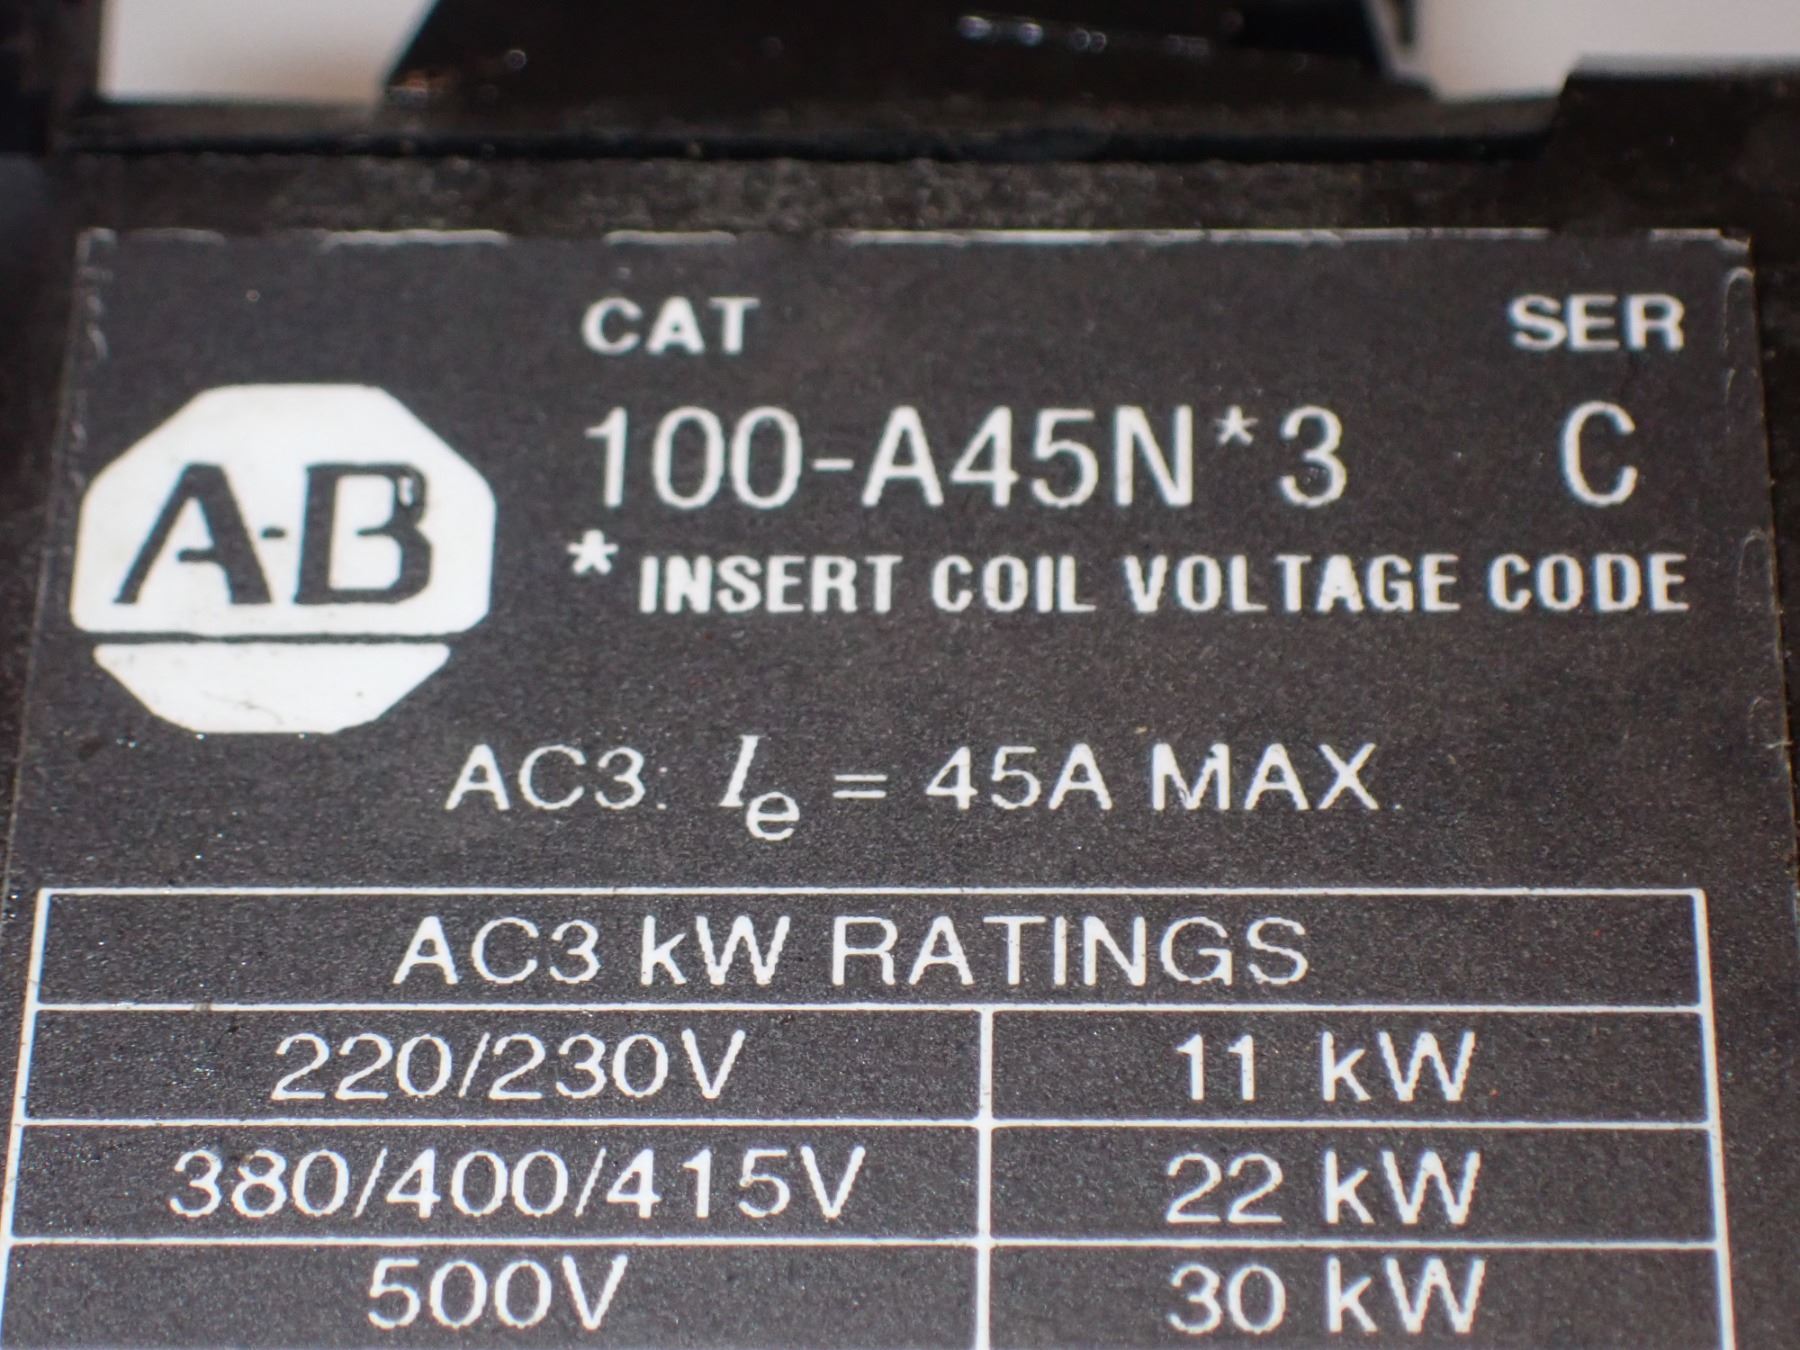 CAT SER
A-B 100-A45N*3 C
* INSERT COIL VOLTAGE CODE
AC3: Ie = 45A MAX.
AC3 kW RATINGS
220/230V 11 kW
380/400/415V 22 kW
500V 30 kW